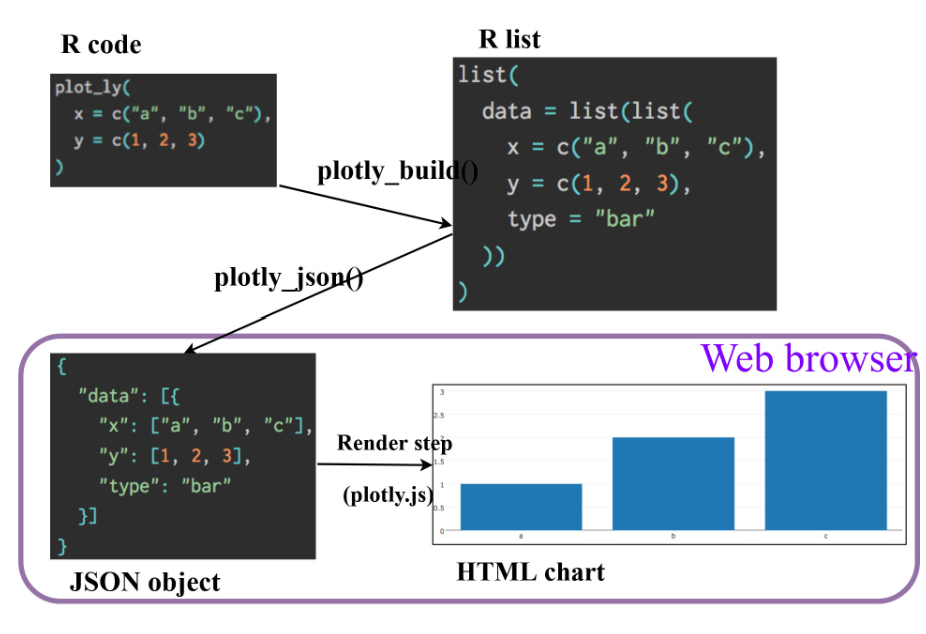 R code
plot_ly(
x = c("a", "b", "c"),
y = c(1, 2, 3)
)
plotly_build()
R list
list(
data = list(list(
x = c("a", "b", "c"),
y = c(1, 2, 3),
type = "bar"
))
)
plotly_json()
Web browser
{
"data": [{
"x": ["a", "b", "c"],
"y": [1, 2, 3],
"type": "bar"
}]
}
JSON object
Render step
(plotly.js)
3
2.5
2
1.5
1
0.5
0
a b c
HTML chart